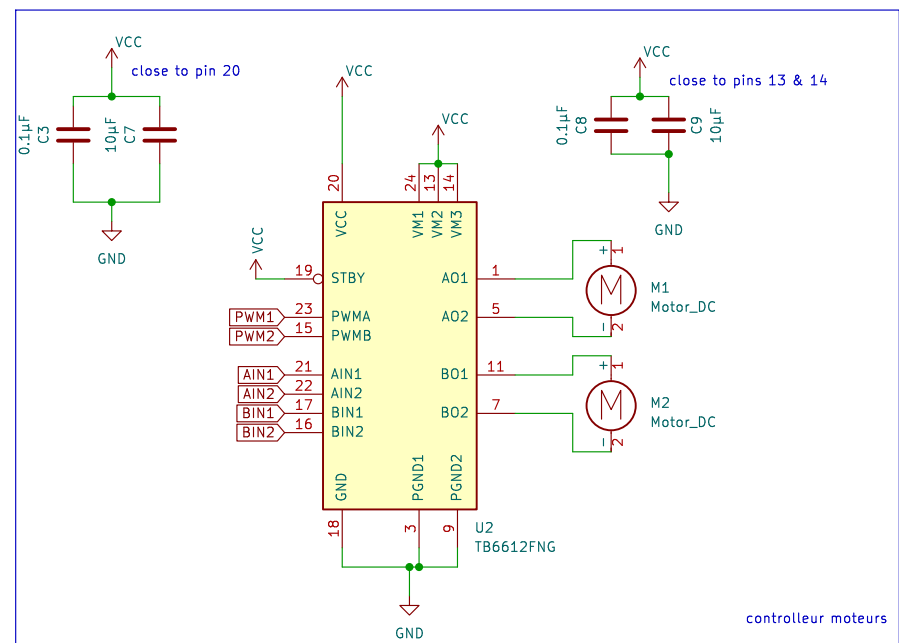 VCC
close to pin 20
0.1µF
C3
10µF
C7
GND
VCC
VCC
VCC
close to pins 13 & 14
0.1µF
C8
C9
10µF
GND
20
24
13
14
VCC
VM1
VM2
VM3
19
STBY
23
PWM1
PWMA
15
PWM2
PWMB
21
AIN1
AIN1
22
AIN2
AIN2
17
BIN1
BIN1
16
BIN2
BIN2
AO1
1
AO2
5
BO1
11
BO2
7
+
1
M
M1
Motor_DC
-
2
+
1
M
M2
Motor_DC
-
2
GND
PGND1
PGND2
18
3
9
U2
TB6612FNG
GND
controlleur moteurs